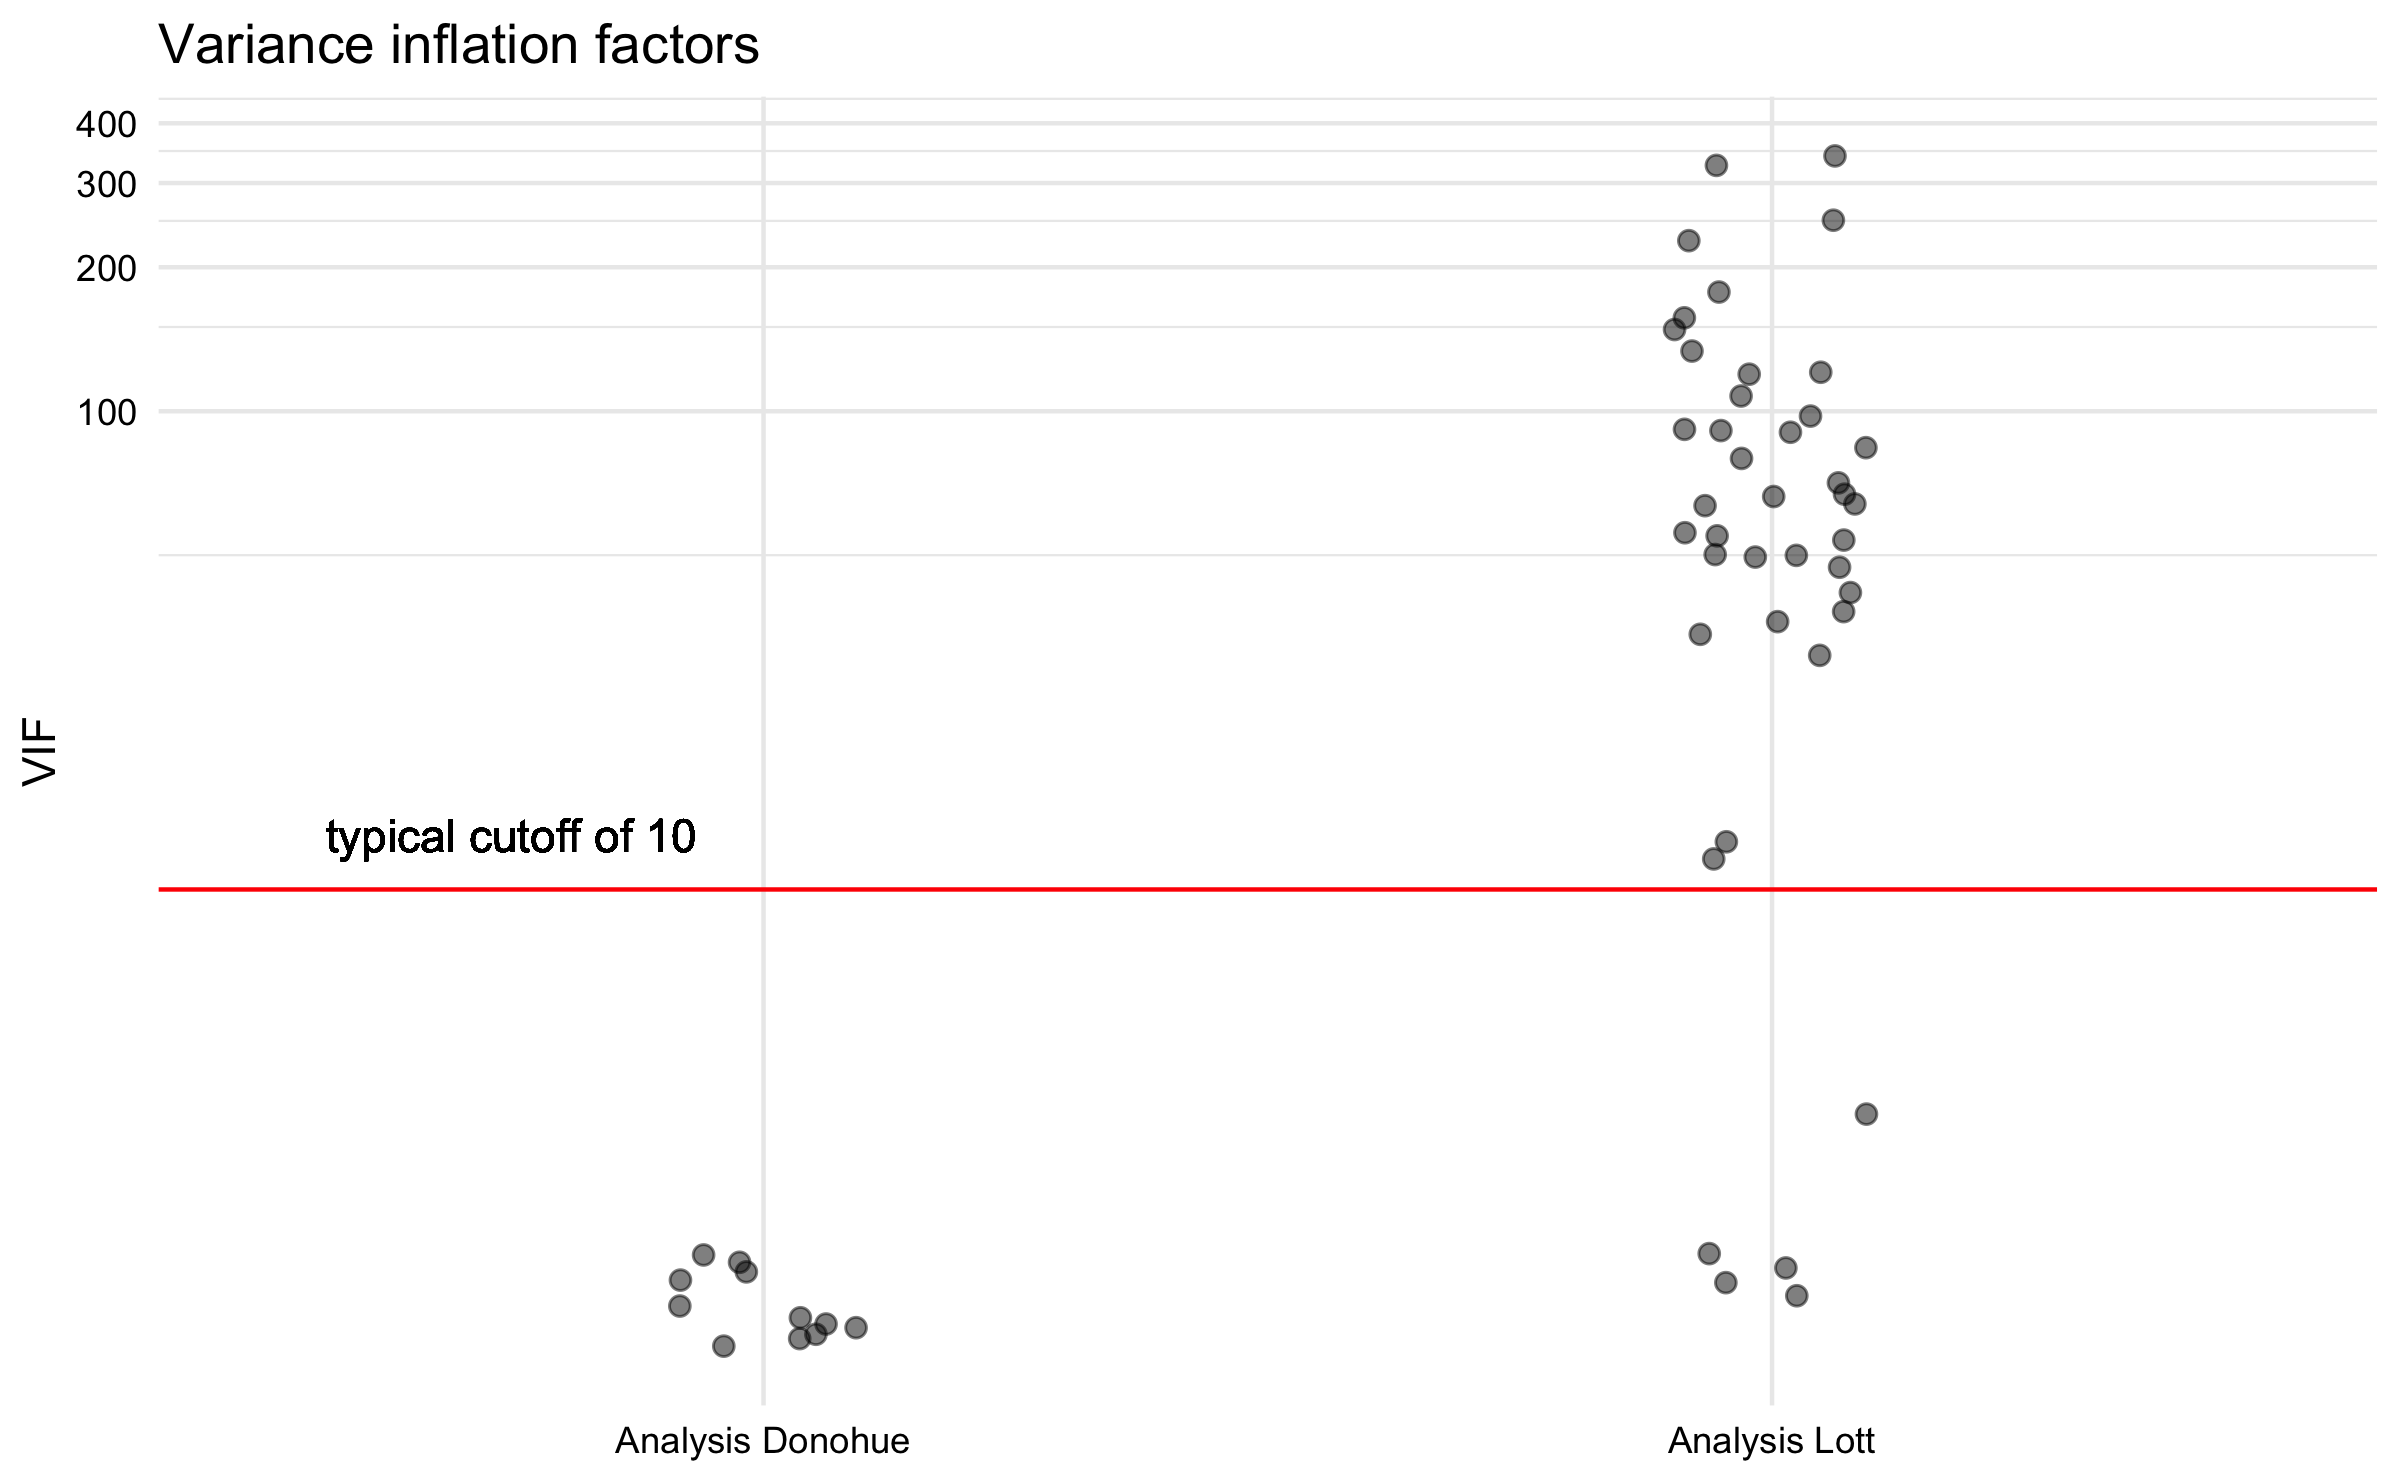 Variance inflation factors
400
300
200
100
VIF
typical cutoff of 10
Analysis Donohue
Analysis Lott